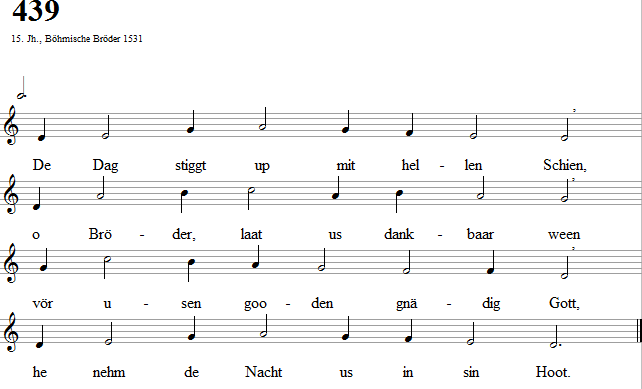 439
15. Jh., Böhmische Bröder 1531
De Dag stiggt up mit hel - len Schien,
o Brö - der, laat us dank - baar ween
vör u - sen goo - den gnä - dig Gott,
he nehm de Nacht us in sin Hoot.